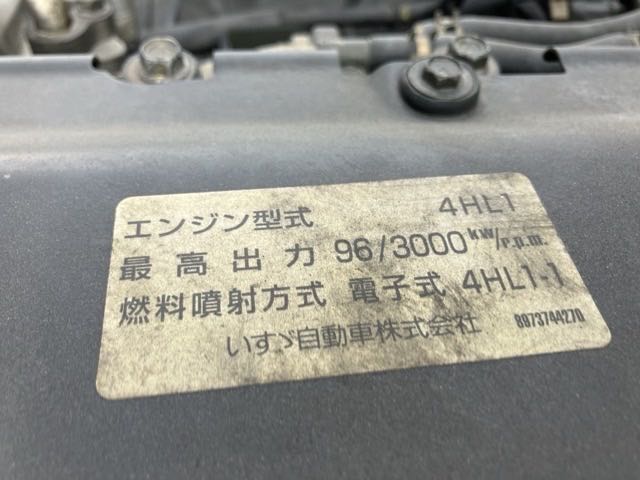 エンジン型式 4HL1
最高出力 96/3000 kW/r.p.m.
燃料噴射方式 電子式 4HL1-1
いすゞ自動車株式会社 8973744270